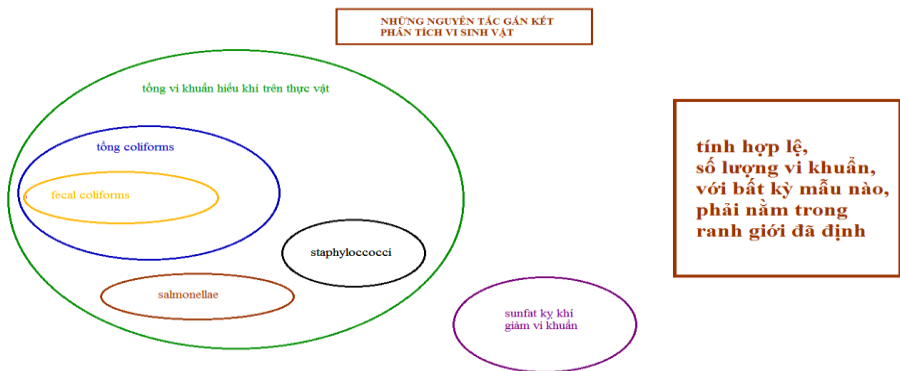 NHỮNG NGUYÊN TẮC GẮN KẾT
PHÂN TÍCH VI SINH VẬT
tổng vi khuẩn hiếu khí trên thực vật
tổng coliforms
fecal coliforms
staphyloccocci
salmonellae
sunfat kỵ khí
giảm vi khuẩn
tính hợp lệ,
số lượng vi khuẩn,
với bất kỳ mẫu nào,
phải nằm trong
ranh giới đã định